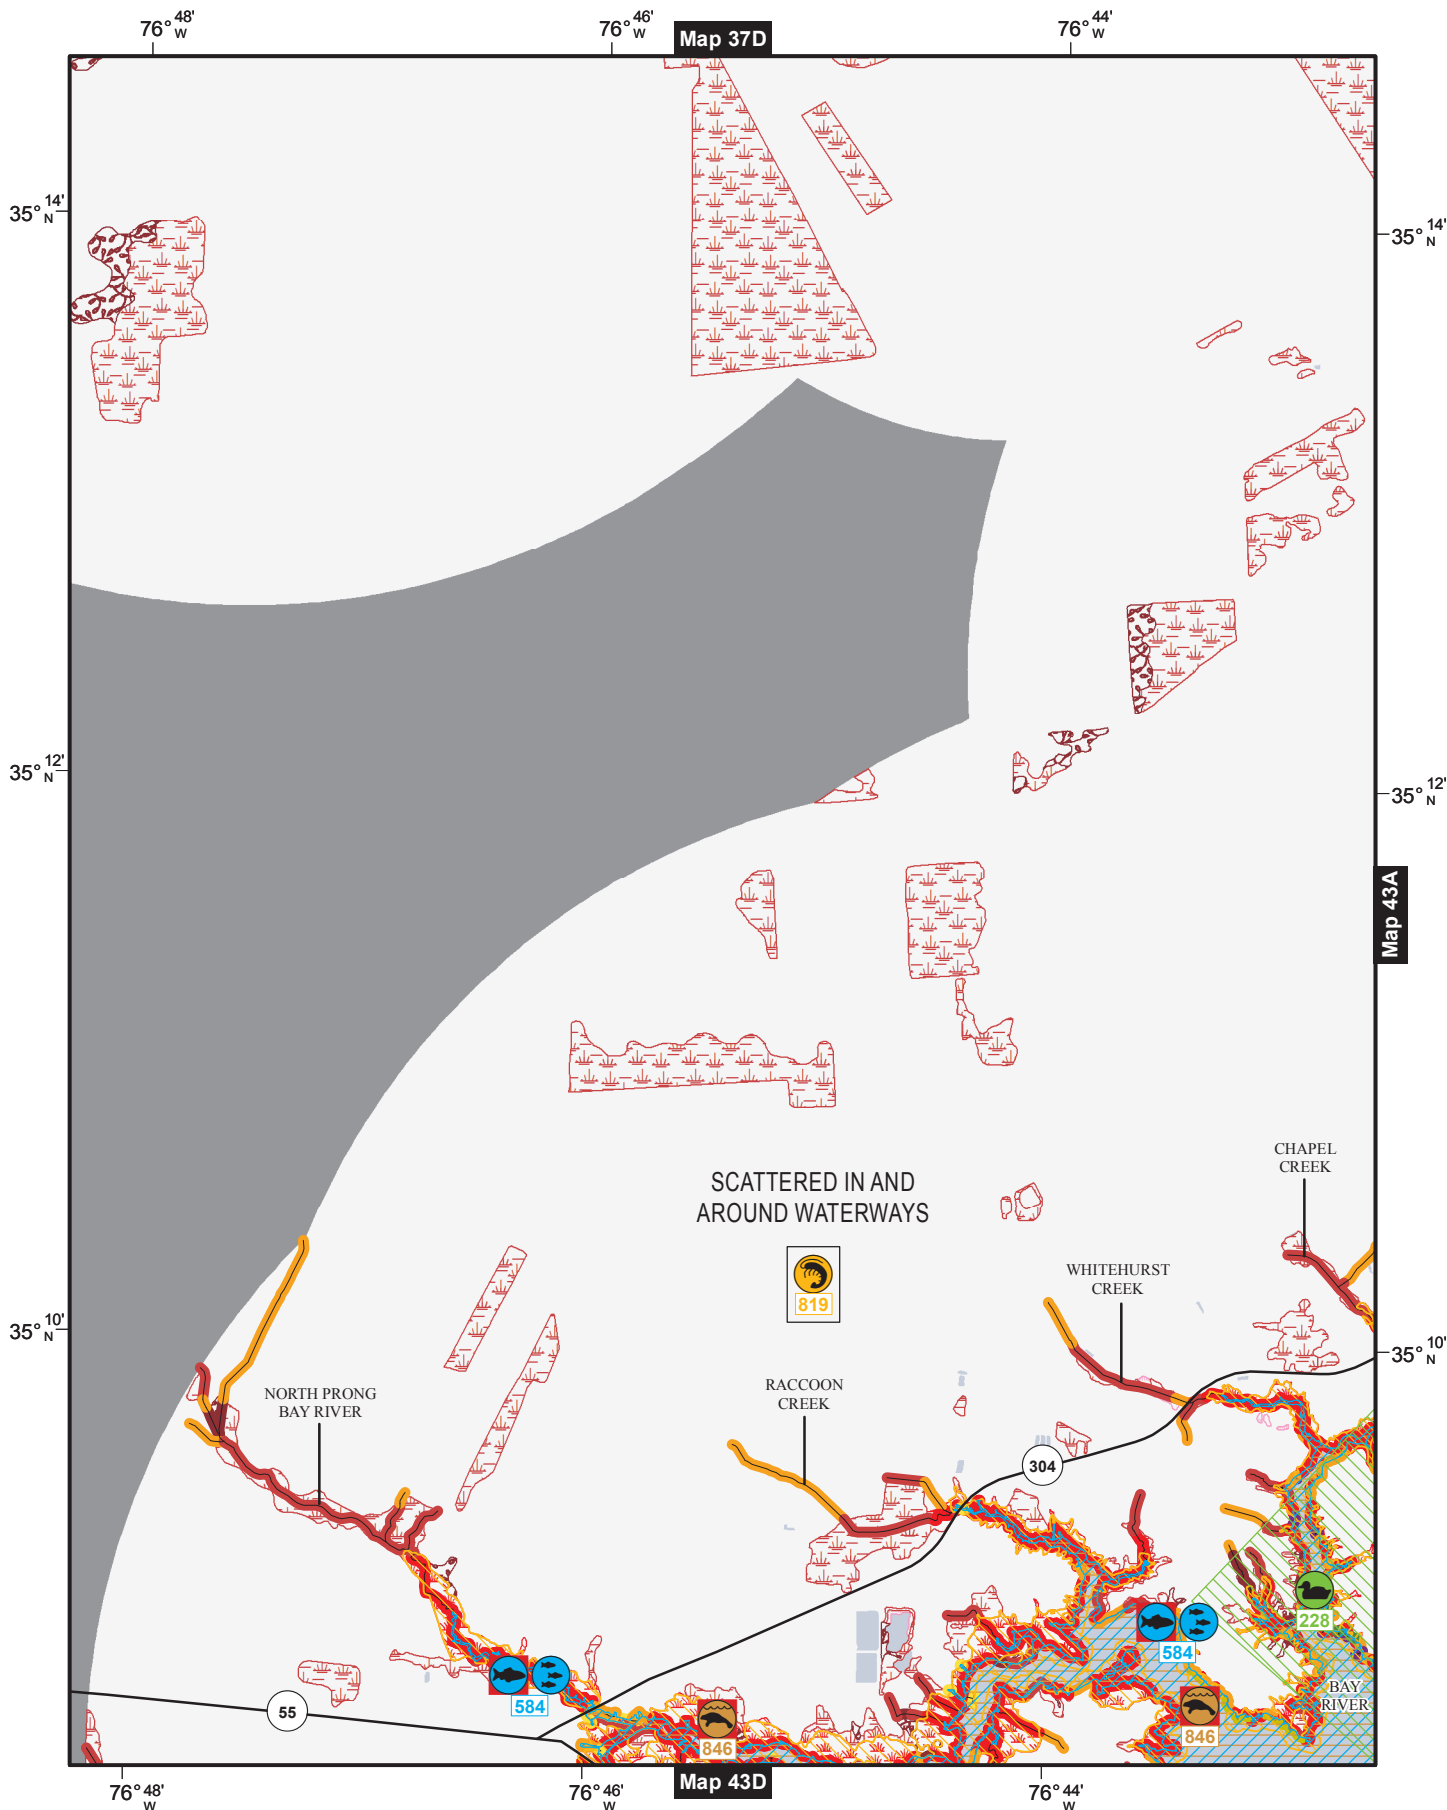 76° 48' W
76° 46' W
76° 44' W
Map 37D
35° 14' N
35° 14' N
35° 12' N
35° 12' N
Map 43A
CHAPEL
CREEK
SCATTERED IN AND
AROUND WATERWAYS
819
WHITEHURST
CREEK
35° 10' N
35° 10' N
RACCOON
CREEK
NORTH PRONG
BAY RIVER
304
228
584
584
BAY
RIVER
55
846
846
Map 43D
76° 48' W
76° 46' W
76° 44' W